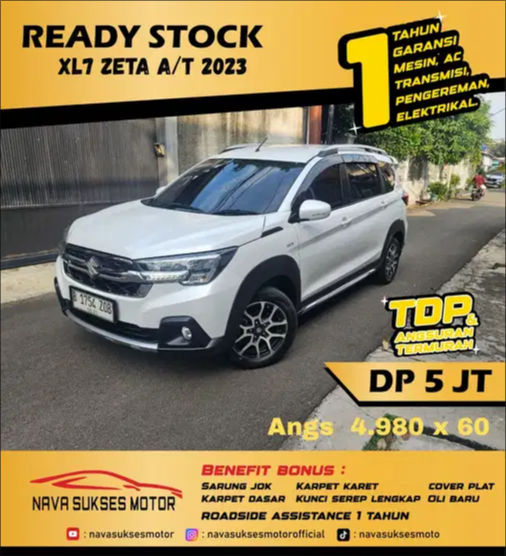 READY STOCK
XL7 ZETA A/T 2023
1 TAHUN
GARANSI
MESIN, AC
TRANSMISI,
PENGEREMAN,
ELEKTRIKAL.
B 1754 ZOB
TDP &
ANGSURAN
TERMURAH
DP 5 JT
Angs 4.980 x 60
NAVA SUKSES MOTOR
BENEFIT BONUS :
SARUNG JOK KARPET KARET COVER PLAT
KARPET DASAR KUNCI SEREP LENGKAP OLI BARU
ROADSIDE ASSISTANCE 1 TAHUN
: navasuksesmotor : navasuksesmotorofficial : navasuksesmoto